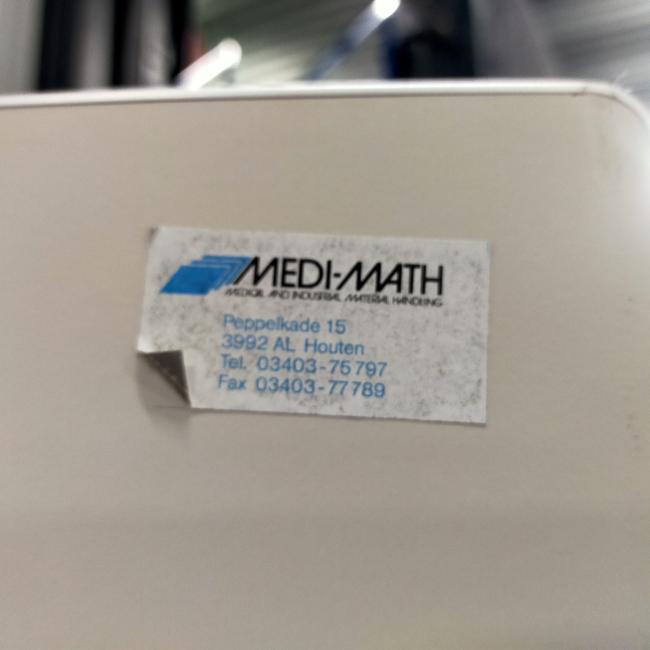 MEDI-MATH
MEDICAL AND INDUSTRIAL MATERIAL HANDLING
Peppelkade 15
3992 AL Houten
Tel. 03403-75797
Fax 03403-77789